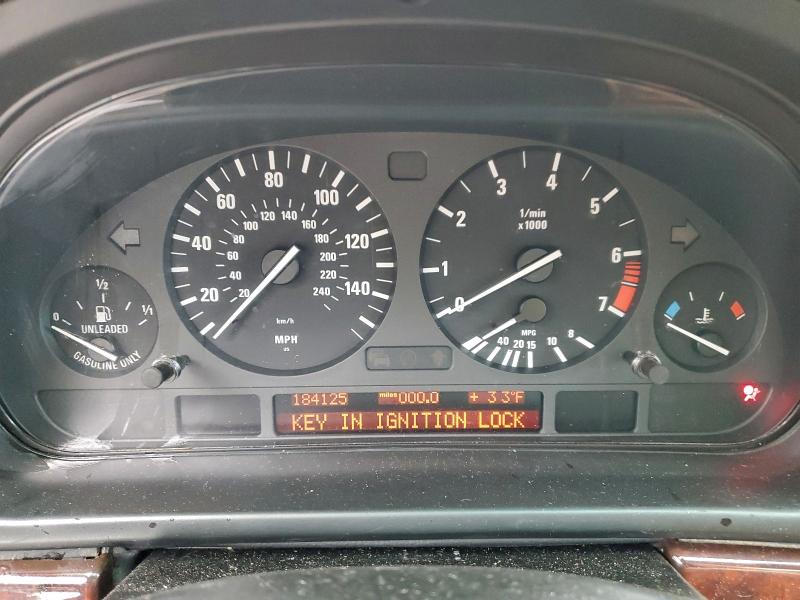 20 40 60 80 100 120 140
20 40 60 80 100 120 140 160 180 200 220 240
km/h
MPH
US
0 1 2 3 4 5 6 7
1/min
x1000
MPG
40 20 15 10 8
0 1/2 1/1
UNLEADED
GASOLINE ONLY
184125 miles 000.0 + 33°F
KEY IN IGNITION LOCK